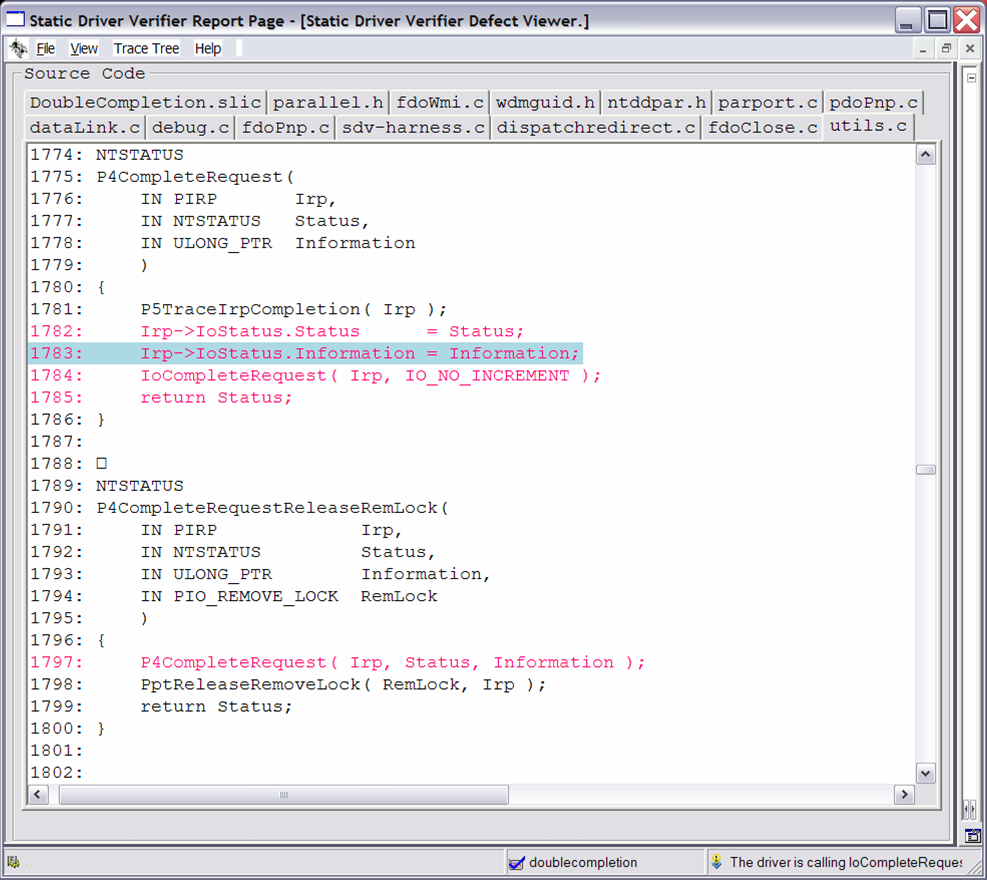 Static Driver Verifier Report Page - [Static Driver Verifier Defect Viewer.]
File View Trace Tree Help
Source Code
DoubleCompletion.slic parallel.h fdoWmi.c wdmguid.h ntddpar.h parport.c pdoPnp.c
dataLink.c debug.c fdoPnp.c sdv-harness.c dispatchredirect.c fdoClose.c utils.c
1774: NTSTATUS
1775: P4CompleteRequest(
1776:     IN PIRP       Irp,
1777:     IN NTSTATUS   Status,
1778:     IN ULONG_PTR  Information
1779:     )
1780: {
1781:     P5TraceIrpCompletion( Irp );
1782:     Irp->IoStatus.Status      = Status;
1783:     Irp->IoStatus.Information = Information;
1784:     IoCompleteRequest( Irp, IO_NO_INCREMENT );
1785:     return Status;
1786: }
1787:
1788: □
1789: NTSTATUS
1790: P4CompleteRequestReleaseRemLock(
1791:     IN PIRP             Irp,
1792:     IN NTSTATUS         Status,
1793:     IN ULONG_PTR        Information,
1794:     IN PIO_REMOVE_LOCK  RemLock
1795:     )
1796: {
1797:     P4CompleteRequest( Irp, Status, Information );
1798:     PptReleaseRemoveLock( RemLock, Irp );
1799:     return Status;
1800: }
1801:
1802:
doublecompletion The driver is calling IoCompleteReques